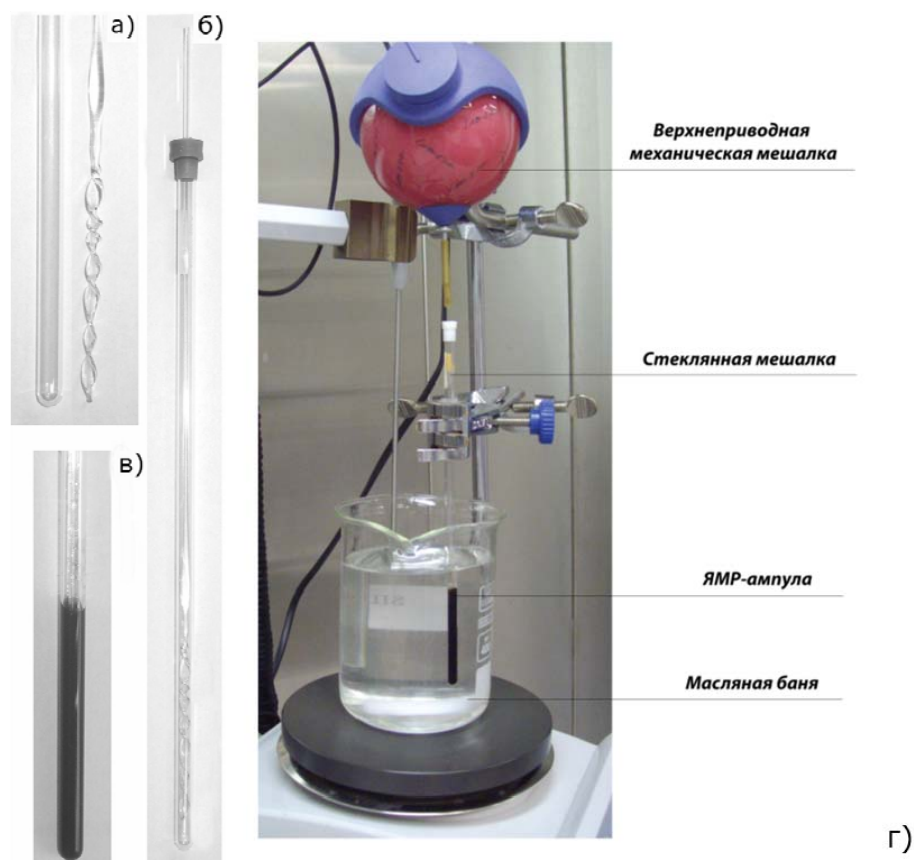 а)
б)
в)
Верхнеприводная
механическая мешалка
Стеклянная мешалка
ЯМР-ампула
Масляная баня
г)